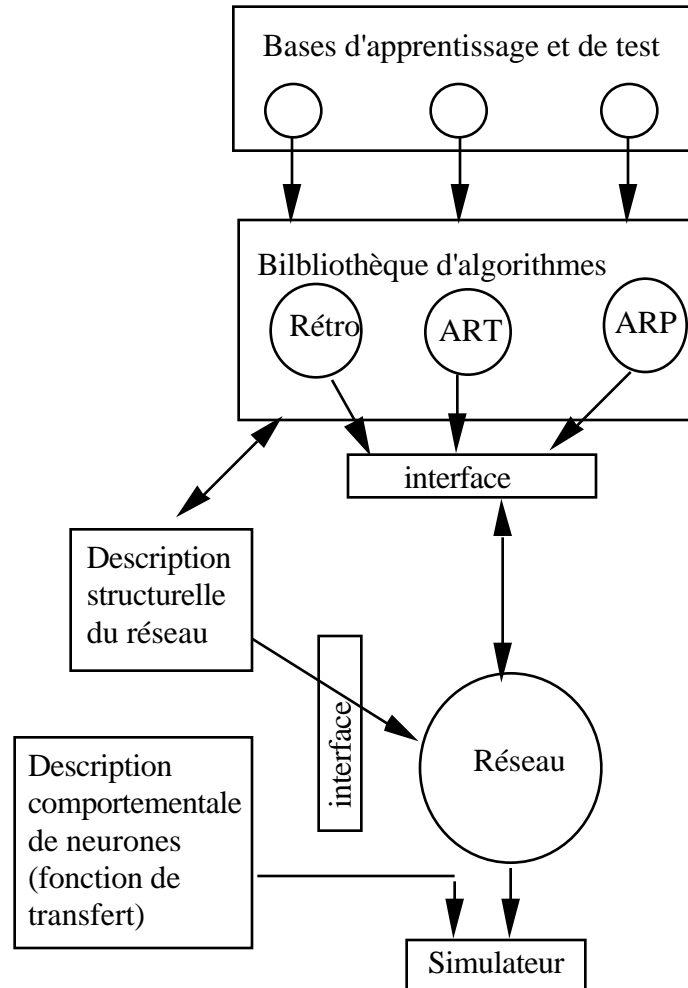 Bases d'apprentissage et de test
Bilbliothèque d'algorithmes
Rétro
ART
ARP
interface
Description
structurelle
du réseau
interface
Réseau
Description
comportementale
de neurones
(fonction de
transfert)
Simulateur